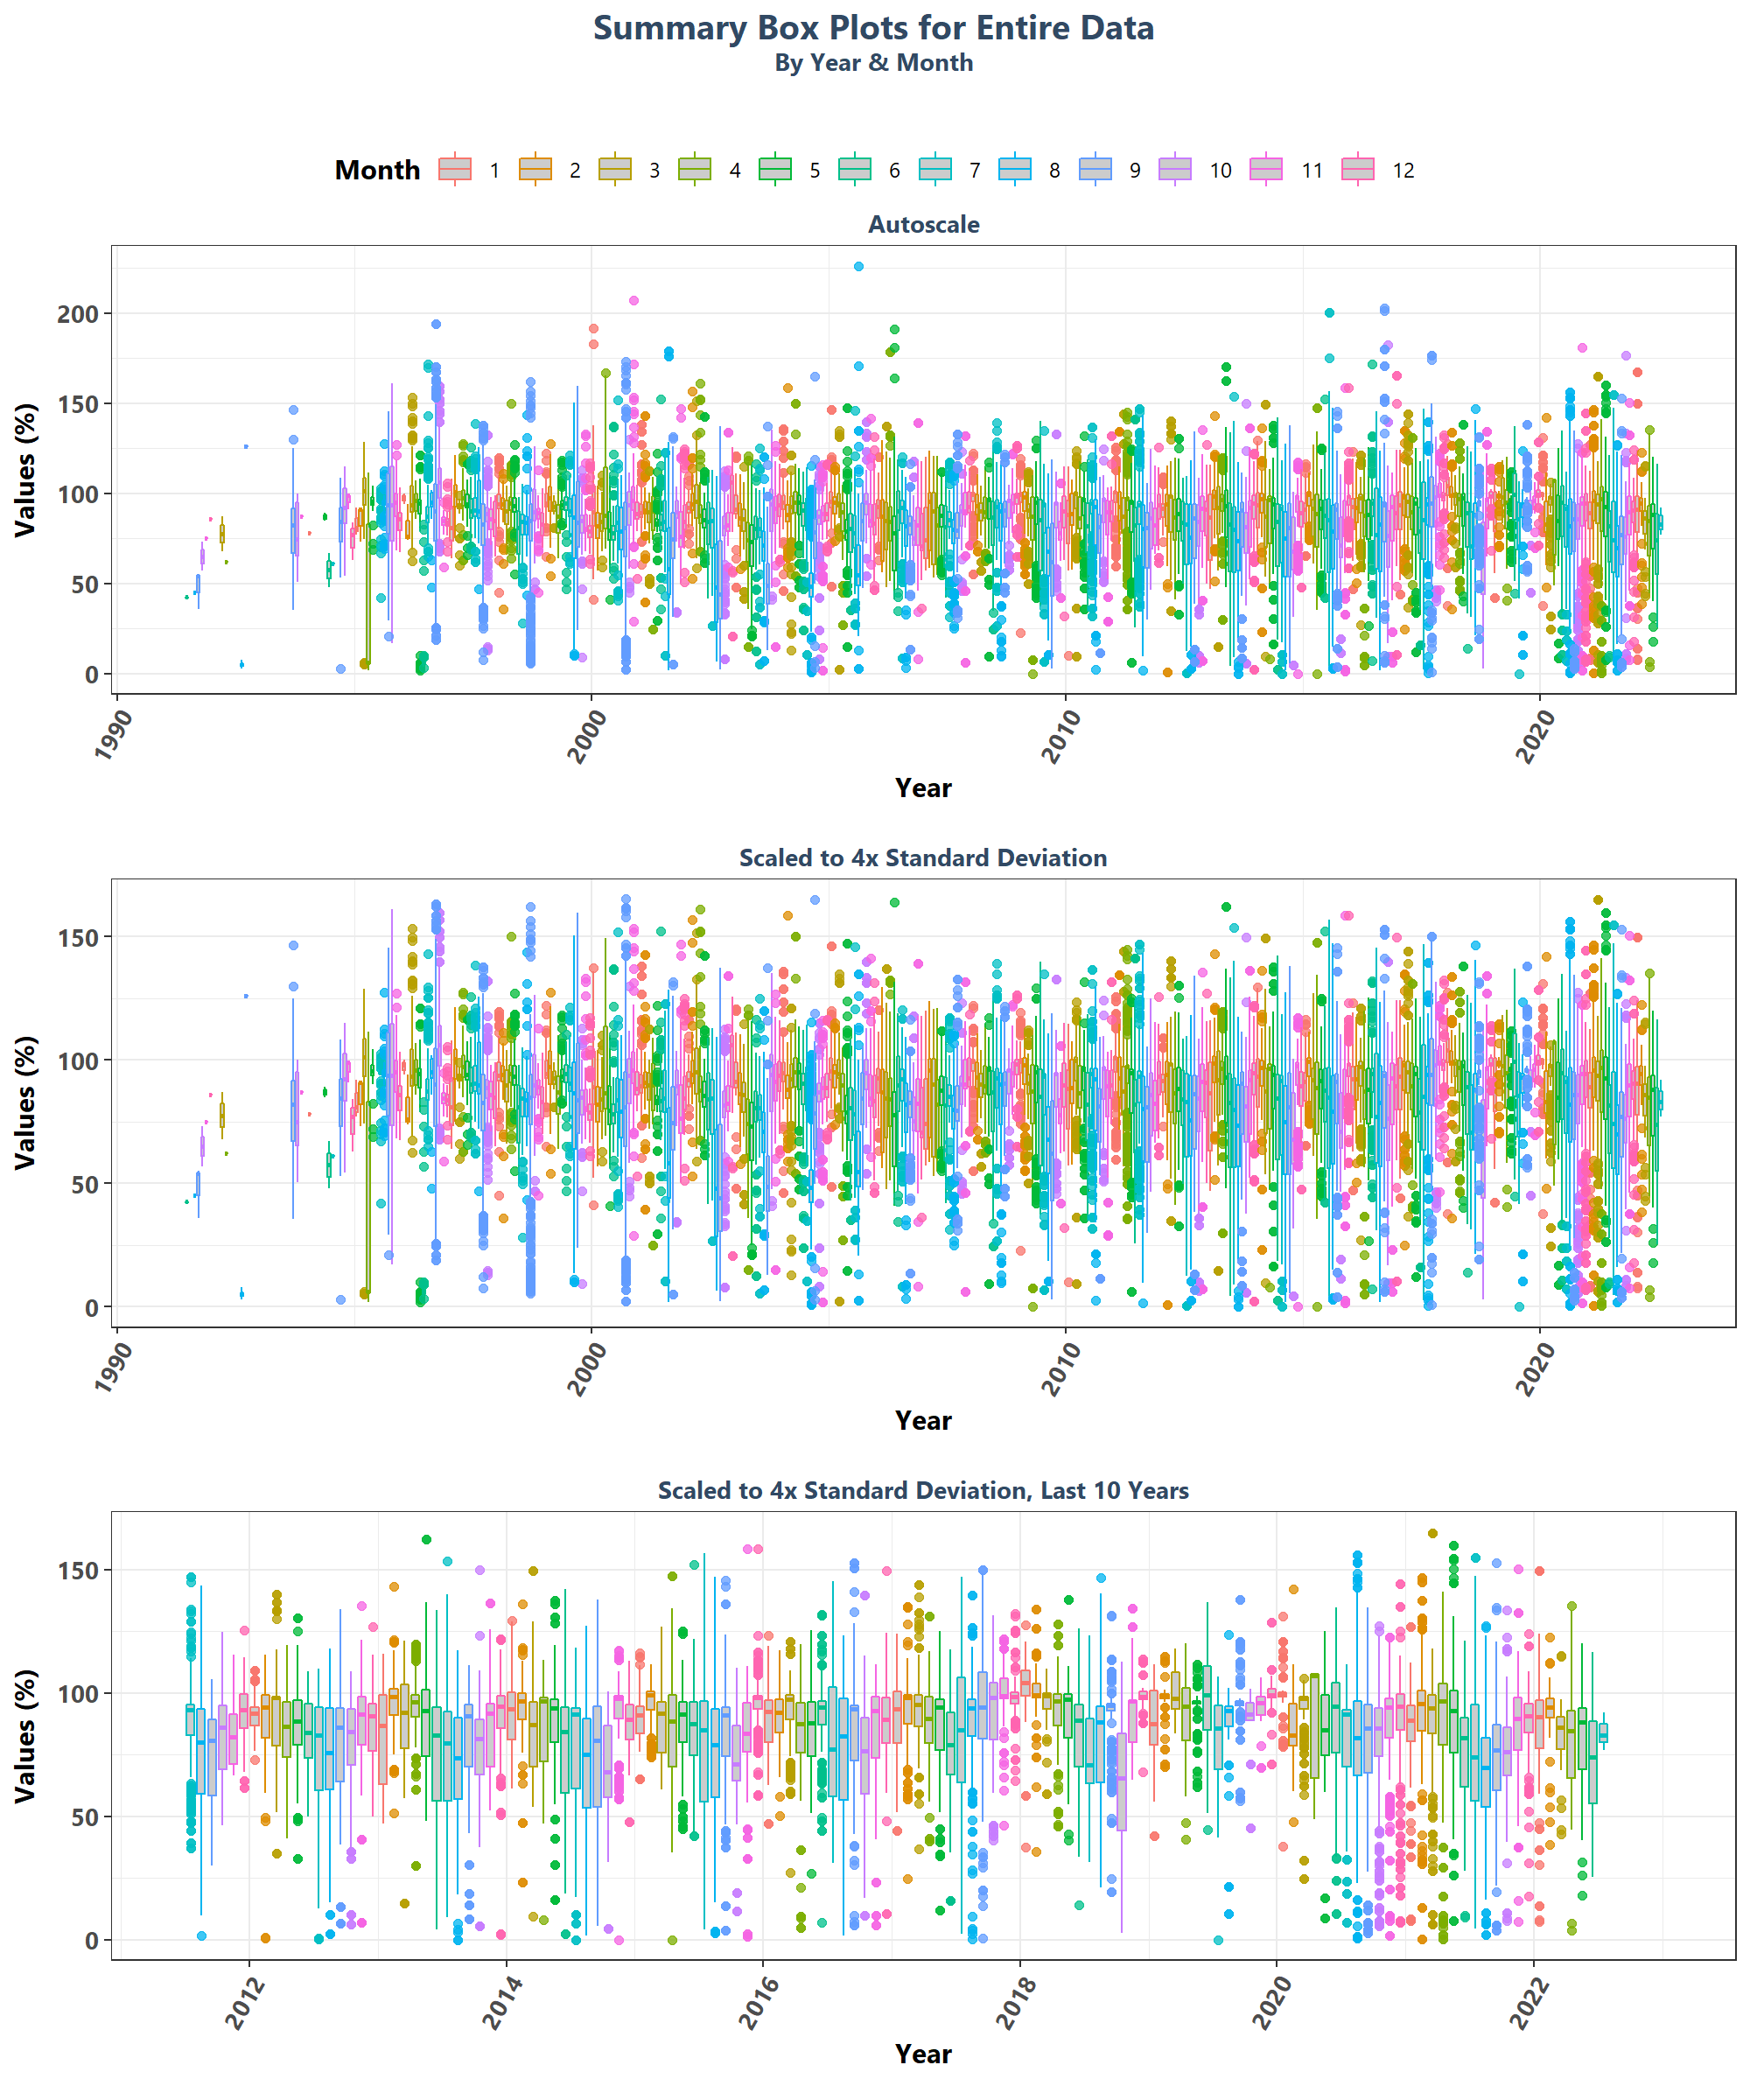 Summary Box Plots for Entire Data
By Year & Month
Month 1 2 3 4 5 6 7 8 9 10 11 12
Autoscale
Values (%)
200
150
100
50
0
1990 2000 2010 2020
Year
Scaled to 4x Standard Deviation
Values (%)
150
100
50
0
1990 2000 2010 2020
Year
Scaled to 4x Standard Deviation, Last 10 Years
Values (%)
150
100
50
0
2012 2014 2016 2018 2020 2022
Year